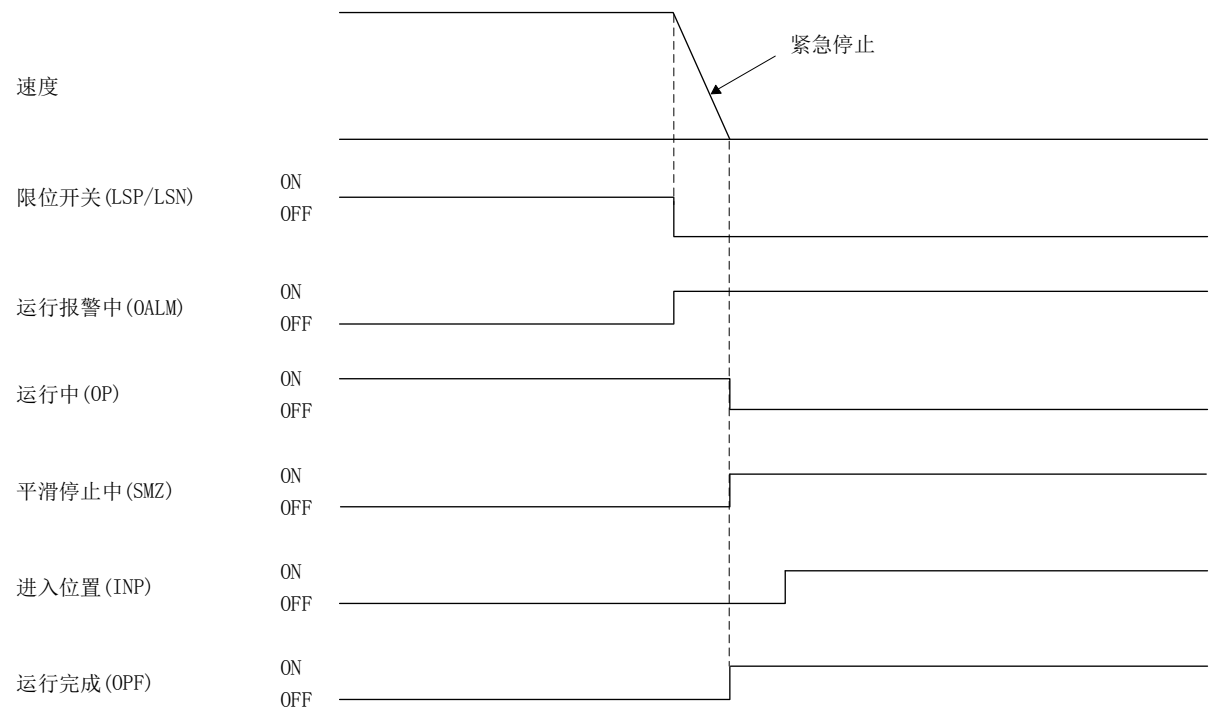 紧急停止
速度
ON
限位开关(LSP/LSN)
OFF
ON
运行报警中(OALM)
OFF
ON
运行中(OP)
OFF
ON
平滑停止中(SMZ)
OFF
ON
进入位置(INP)
OFF
ON
运行完成(OPF)
OFF